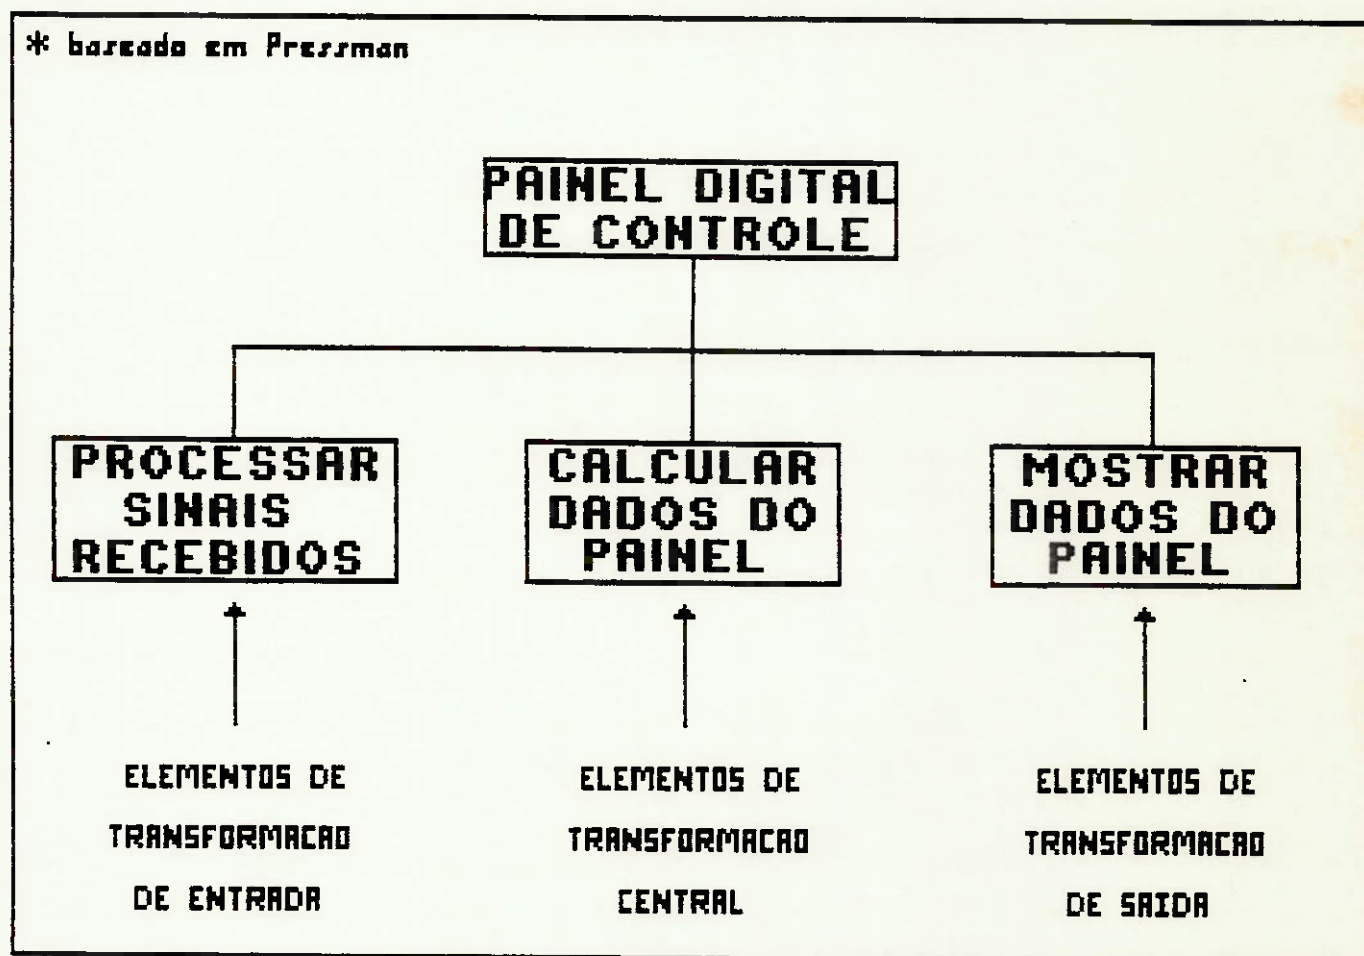 * baseado em Pressman
PAINEL DIGITAL
DE CONTROLE
PROCESSAR
SINAIS
RECEBIDOS
CALCULAR
DADOS DO
PAINEL
MOSTRAR
DADOS DO
PAINEL
ELEMENTOS DE
TRANSFORMACAO
DE ENTRADA
ELEMENTOS DE
TRANSFORMACAO
CENTRAL
ELEMENTOS DE
TRANSFORMACAO
DE SAIDA